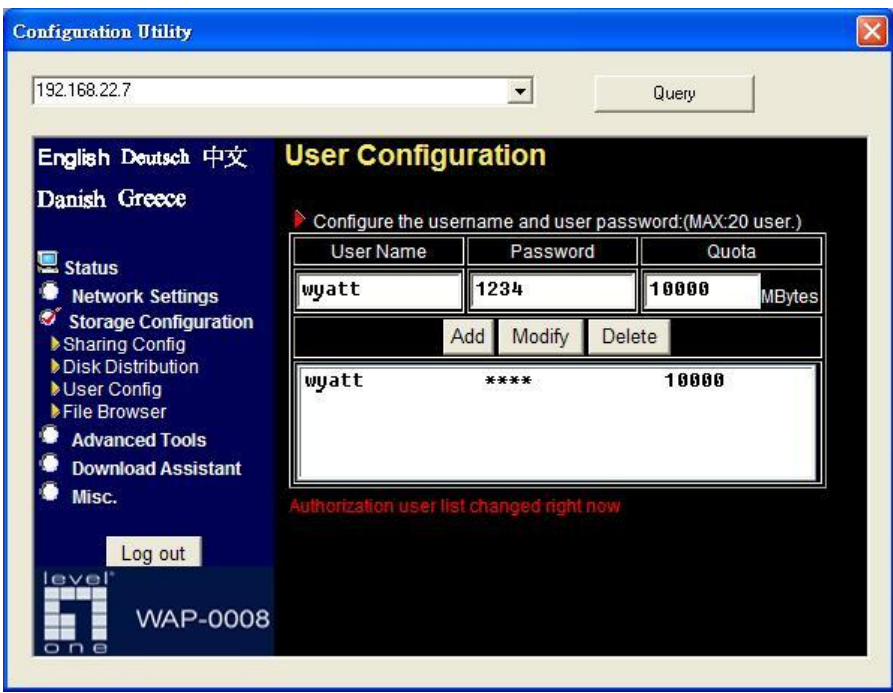 Configuration Utility
192.168.22.7
Query
English Deutsch 中文
Danish Greece
Status
Network Settings
Storage Configuration
Sharing Config
Disk Distribution
User Config
File Browser
Advanced Tools
Download Assistant
Misc.
Log out
level
one
WAP-0008
User Configuration
Configure the username and user password:(MAX:20 user.)
User Name Password Quota
wyatt 1234 10000 MBytes
Add Modify Delete
wyatt **** 10000
Authorization user list changed right now